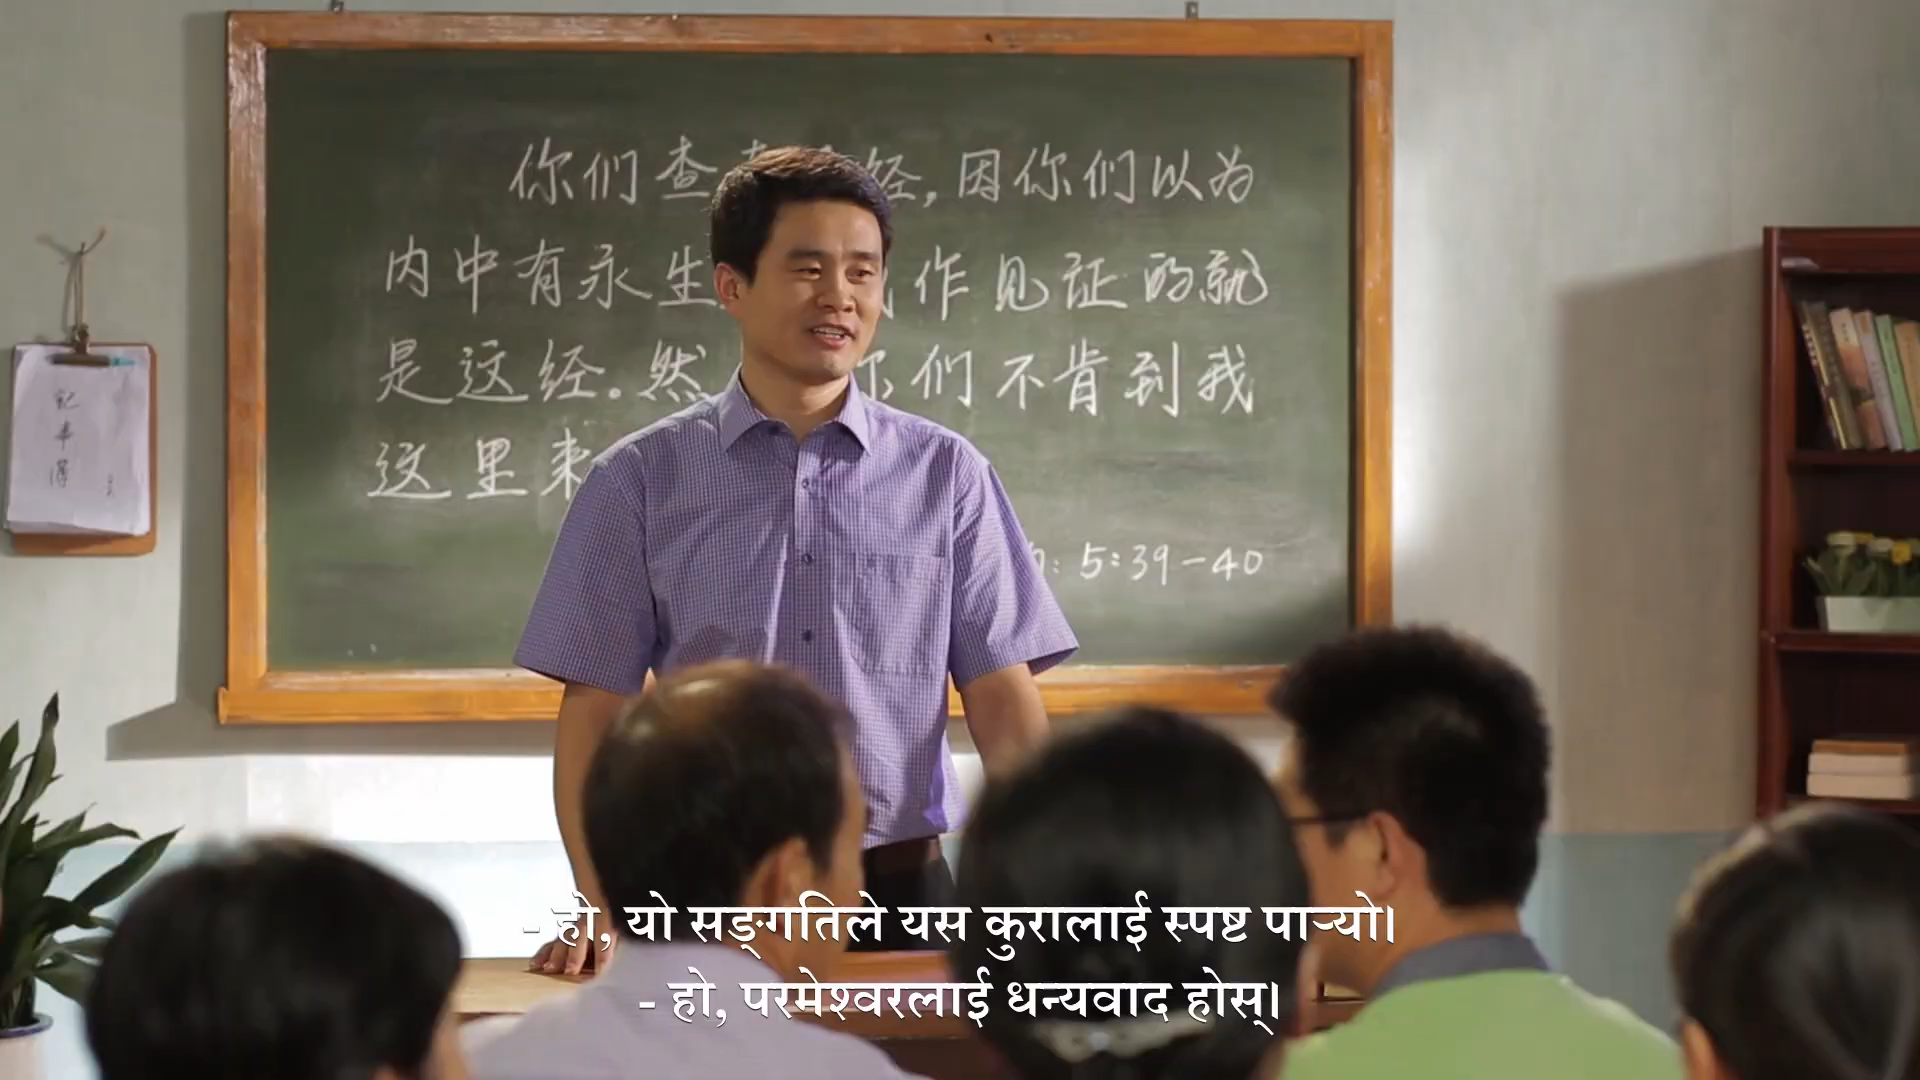 你们查 经，因你们以为
内中有永生 作见证的就
是这经。然 你们不肯到我
这里来
5:39-40
- हो, यो सङ्गतिले यस कुरालाई स्पष्ट पार्‍यो।
- हो, परमेश्वरलाई धन्यवाद होस्।